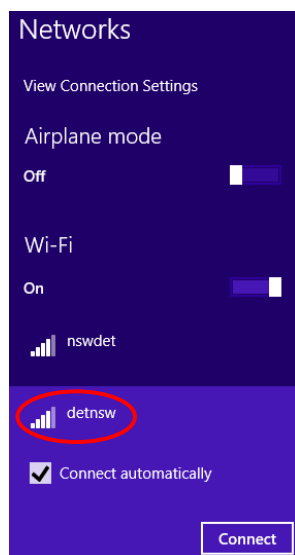 Networks
View Connection Settings
Airplane mode
Off
Wi-Fi
On
nswdet
detnsw
Connect automatically
Connect